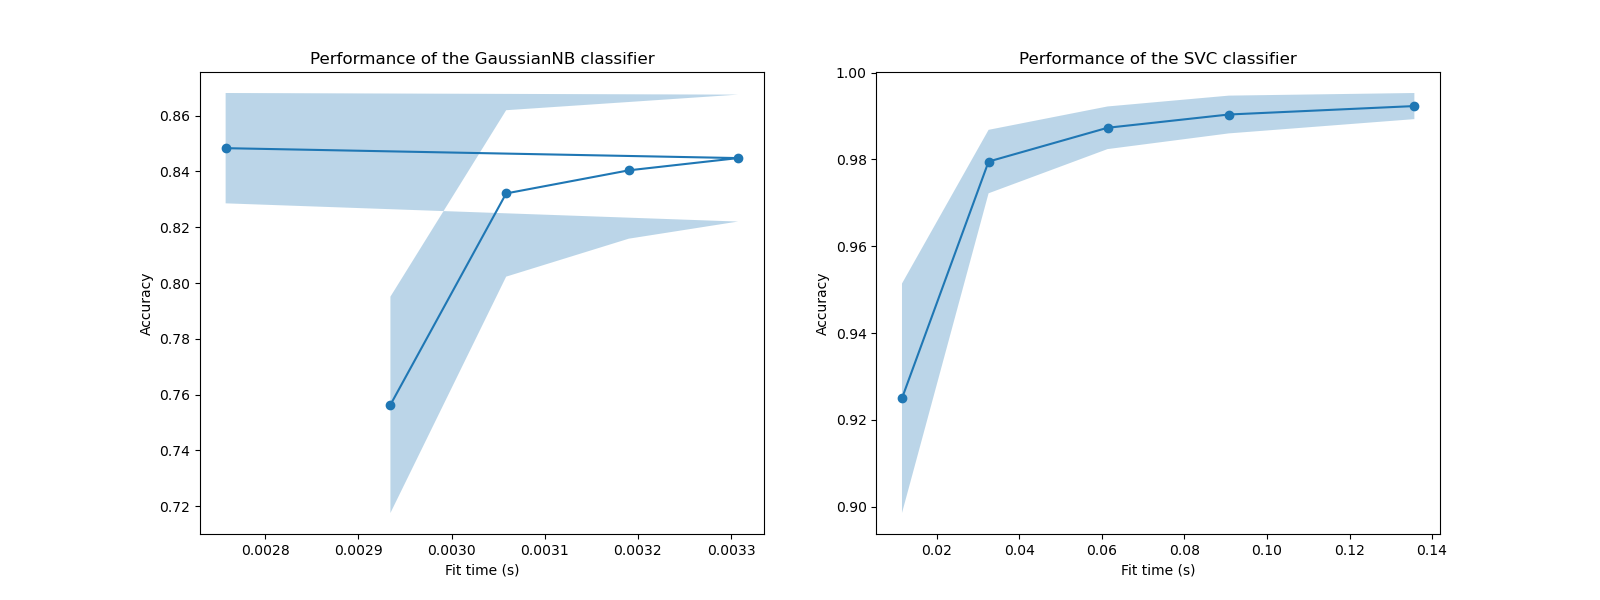 Performance of the GaussianNB classifier
0.86
0.84
0.82
0.80
0.78
0.76
0.74
0.72
Accuracy
0.0028 0.0029 0.0030 0.0031 0.0032 0.0033
Fit time (s)
Performance of the SVC classifier
1.00
0.98
0.96
0.94
0.92
0.90
Accuracy
0.02 0.04 0.06 0.08 0.10 0.12 0.14
Fit time (s)